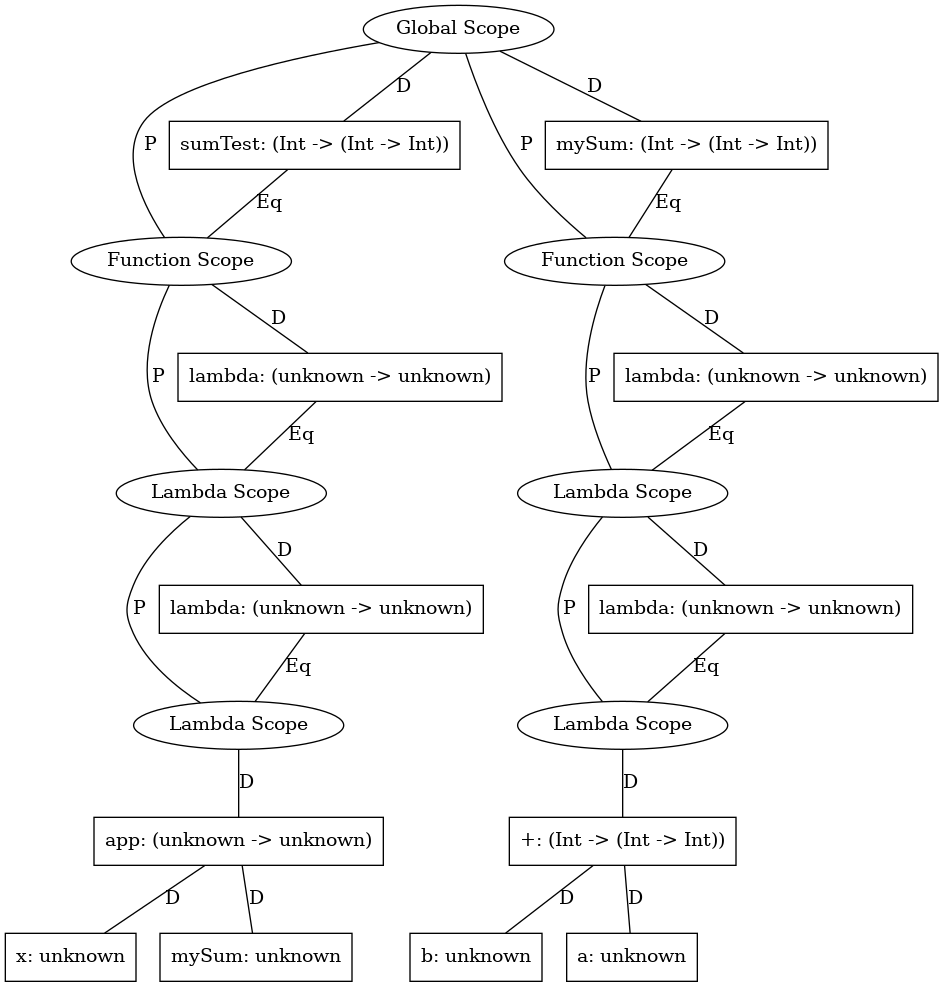 Global Scope
D
D
P
sumTest: (Int -> (Int -> Int))
P
mySum: (Int -> (Int -> Int))
Eq
Eq
Function Scope
Function Scope
D
D
P
lambda: (unknown -> unknown)
P
lambda: (unknown -> unknown)
Eq
Eq
Lambda Scope
Lambda Scope
D
D
P
lambda: (unknown -> unknown)
P
lambda: (unknown -> unknown)
Eq
Eq
Lambda Scope
Lambda Scope
D
D
app: (unknown -> unknown)
+: (Int -> (Int -> Int))
D
D
D
D
x: unknown
mySum: unknown
b: unknown
a: unknown